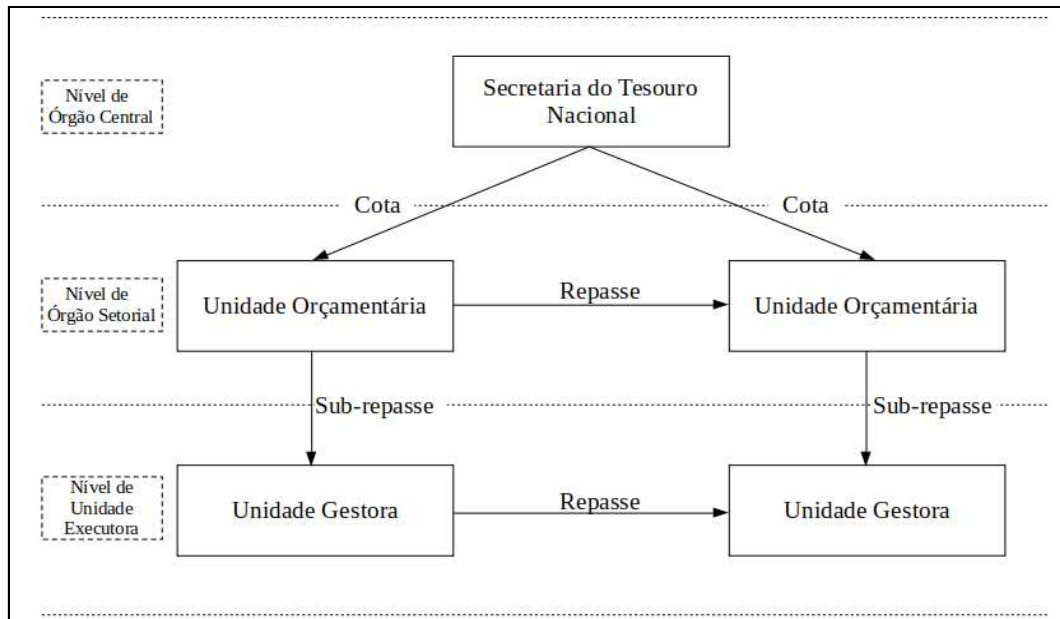 Nível de
Órgão Central
Secretaria do Tesouro
Nacional
Cota
Cota
Nível de
Órgão Setorial
Unidade Orçamentária
Repasse
Unidade Orçamentária
Sub-repasse
Sub-repasse
Nível de
Unidade
Executora
Unidade Gestora
Repasse
Unidade Gestora